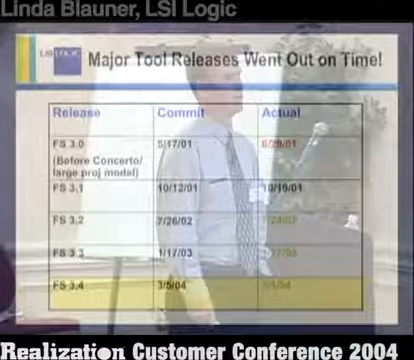 Linda Blauner, LSI Logic
LSI LOGIC
Major Tool Releases Went Out on Time!
Release Commit Actual
FS 3.0 5/17/01
(Before Concerto/
large proj model)
FS 3.1 10/12/01 10/10/01
FS 3.2 7/26/02
FS 3.3 1/17/03
FS 3.4 3/5/04
Realization Customer Conference 2004